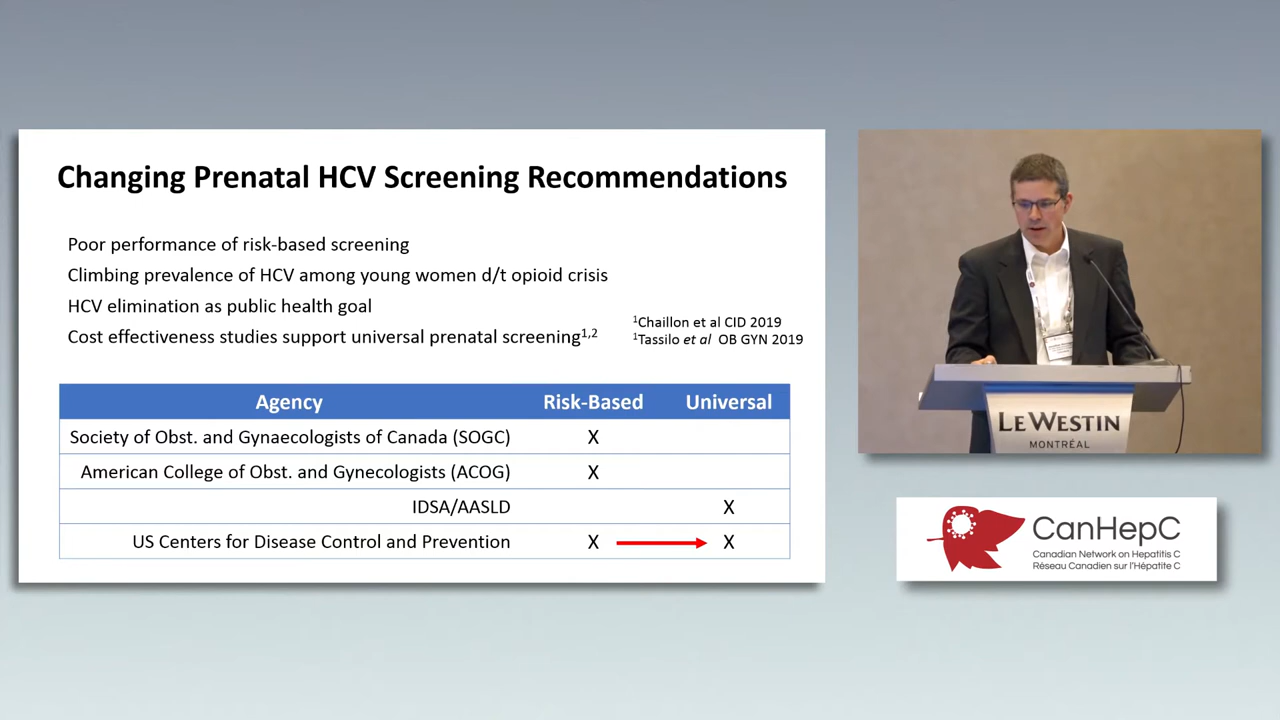 Changing Prenatal HCV Screening Recommendations
Poor performance of risk-based screening
Climbing prevalence of HCV among young women d/t opioid crisis
HCV elimination as public health goal
Cost effectiveness studies support universal prenatal screening1,2
1Chaillon et al CID 2019
1Tassilo et al OB GYN 2019
Agency Risk-Based Universal
Society of Obst. and Gynaecologists of Canada (SOGC) X
American College of Obst. and Gynecologists (ACOG) X
IDSA/AASLD X
US Centers for Disease Control and Prevention X X
LE WESTIN
MONTRÉAL
CanHepC
Canadian Network on Hepatitis C
Réseau Canadien sur l'Hépatite C